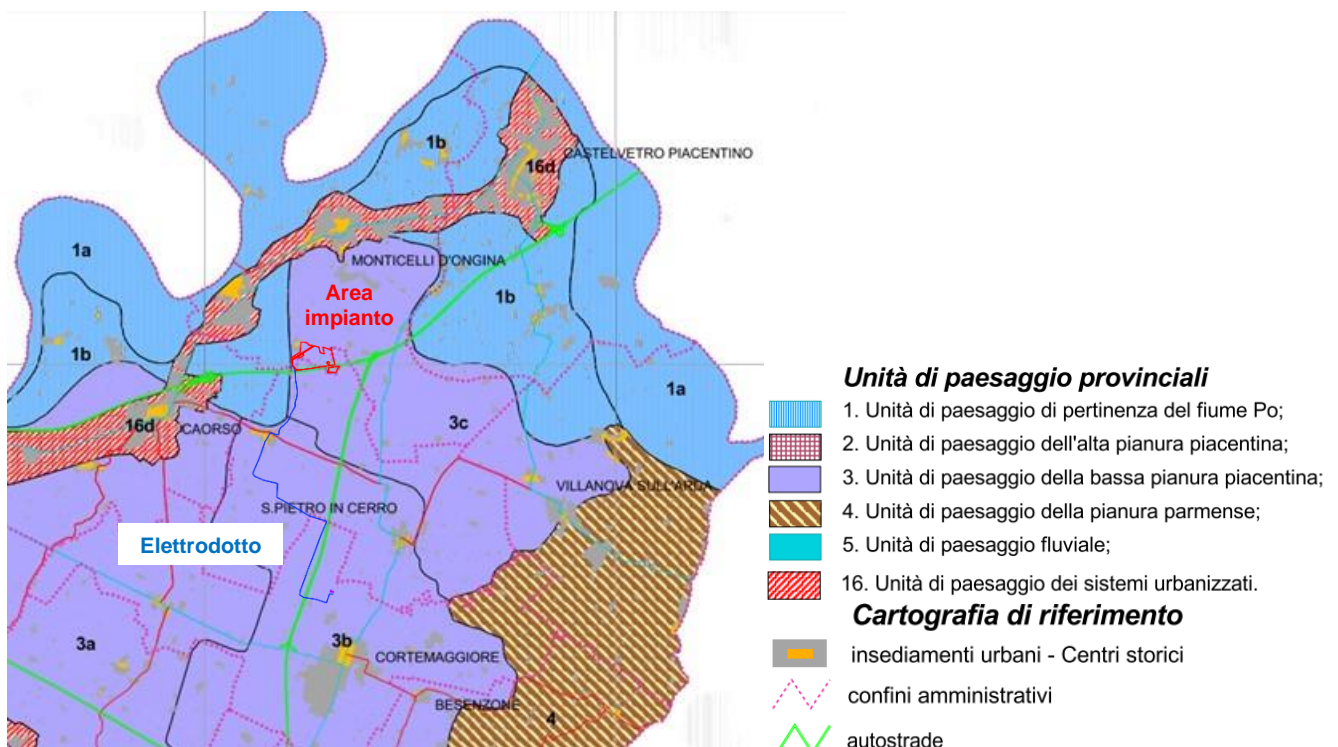 1b
16d
CASTELVETRO PIACENTINO
1a
MONTICELLI D'ONGINA
Area
impianto
1b
1b
1a
3c
16d
CAORSO
VILLANOVA SULL'ARDA
S.PIETRO IN CERRO
Elettrodotto
3a
3b
CORTEMAGGIORE
BESENZONE
4
Unità di paesaggio provinciali
1. Unità di paesaggio di pertinenza del fiume Po;
2. Unità di paesaggio dell'alta pianura piacentina;
3. Unità di paesaggio della bassa pianura piacentina;
4. Unità di paesaggio della pianura parmense;
5. Unità di paesaggio fluviale;
16. Unità di paesaggio dei sistemi urbanizzati.
Cartografia di riferimento
insediamenti urbani - Centri storici
confini amministrativi
autostrade